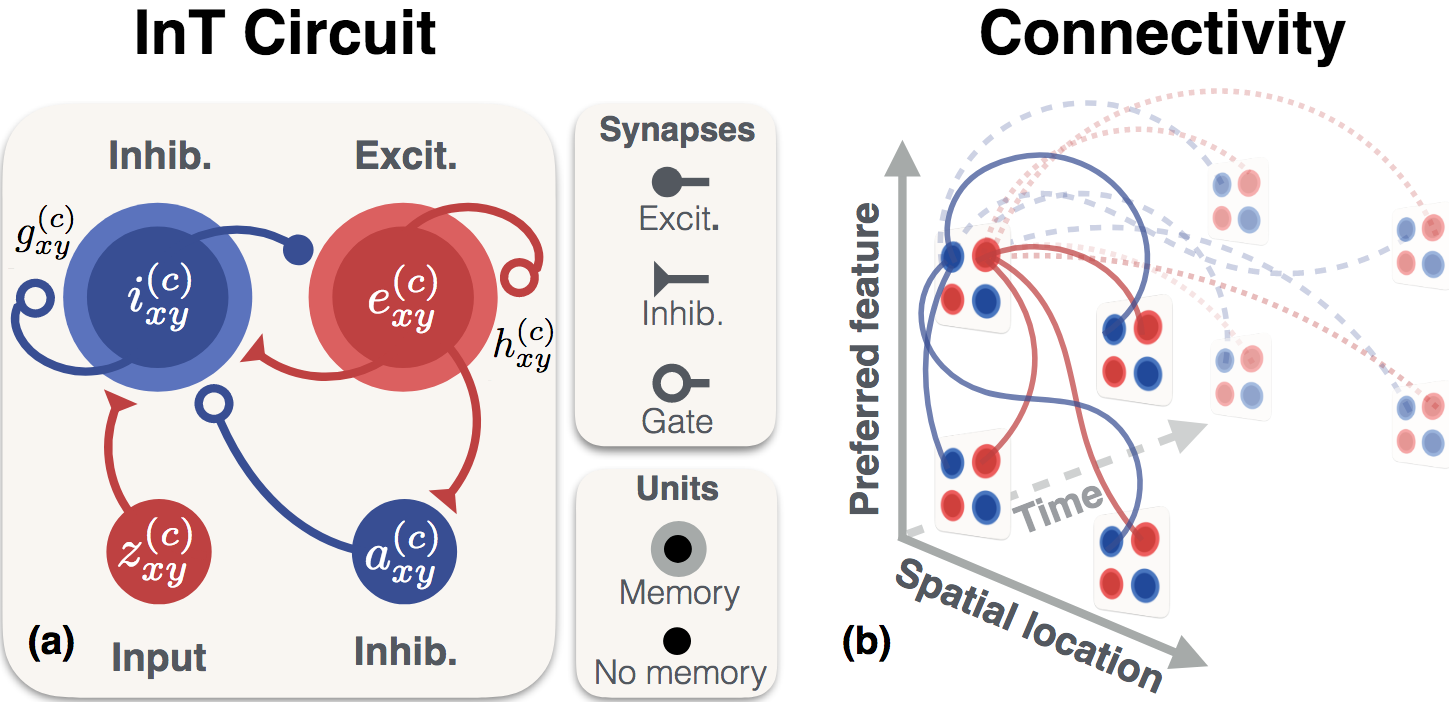 InT Circuit
Inhib.
Excit.
g_{xy}^{(c)}
i_{xy}^{(c)}
e_{xy}^{(c)}
h_{xy}^{(c)}
z_{xy}^{(c)}
a_{xy}^{(c)}
(a)
Input
Inhib.
Synapses
Excit.
Inhib.
Gate
Units
Memory
No memory
Connectivity
Preferred feature
Time
Spatial location
(b)